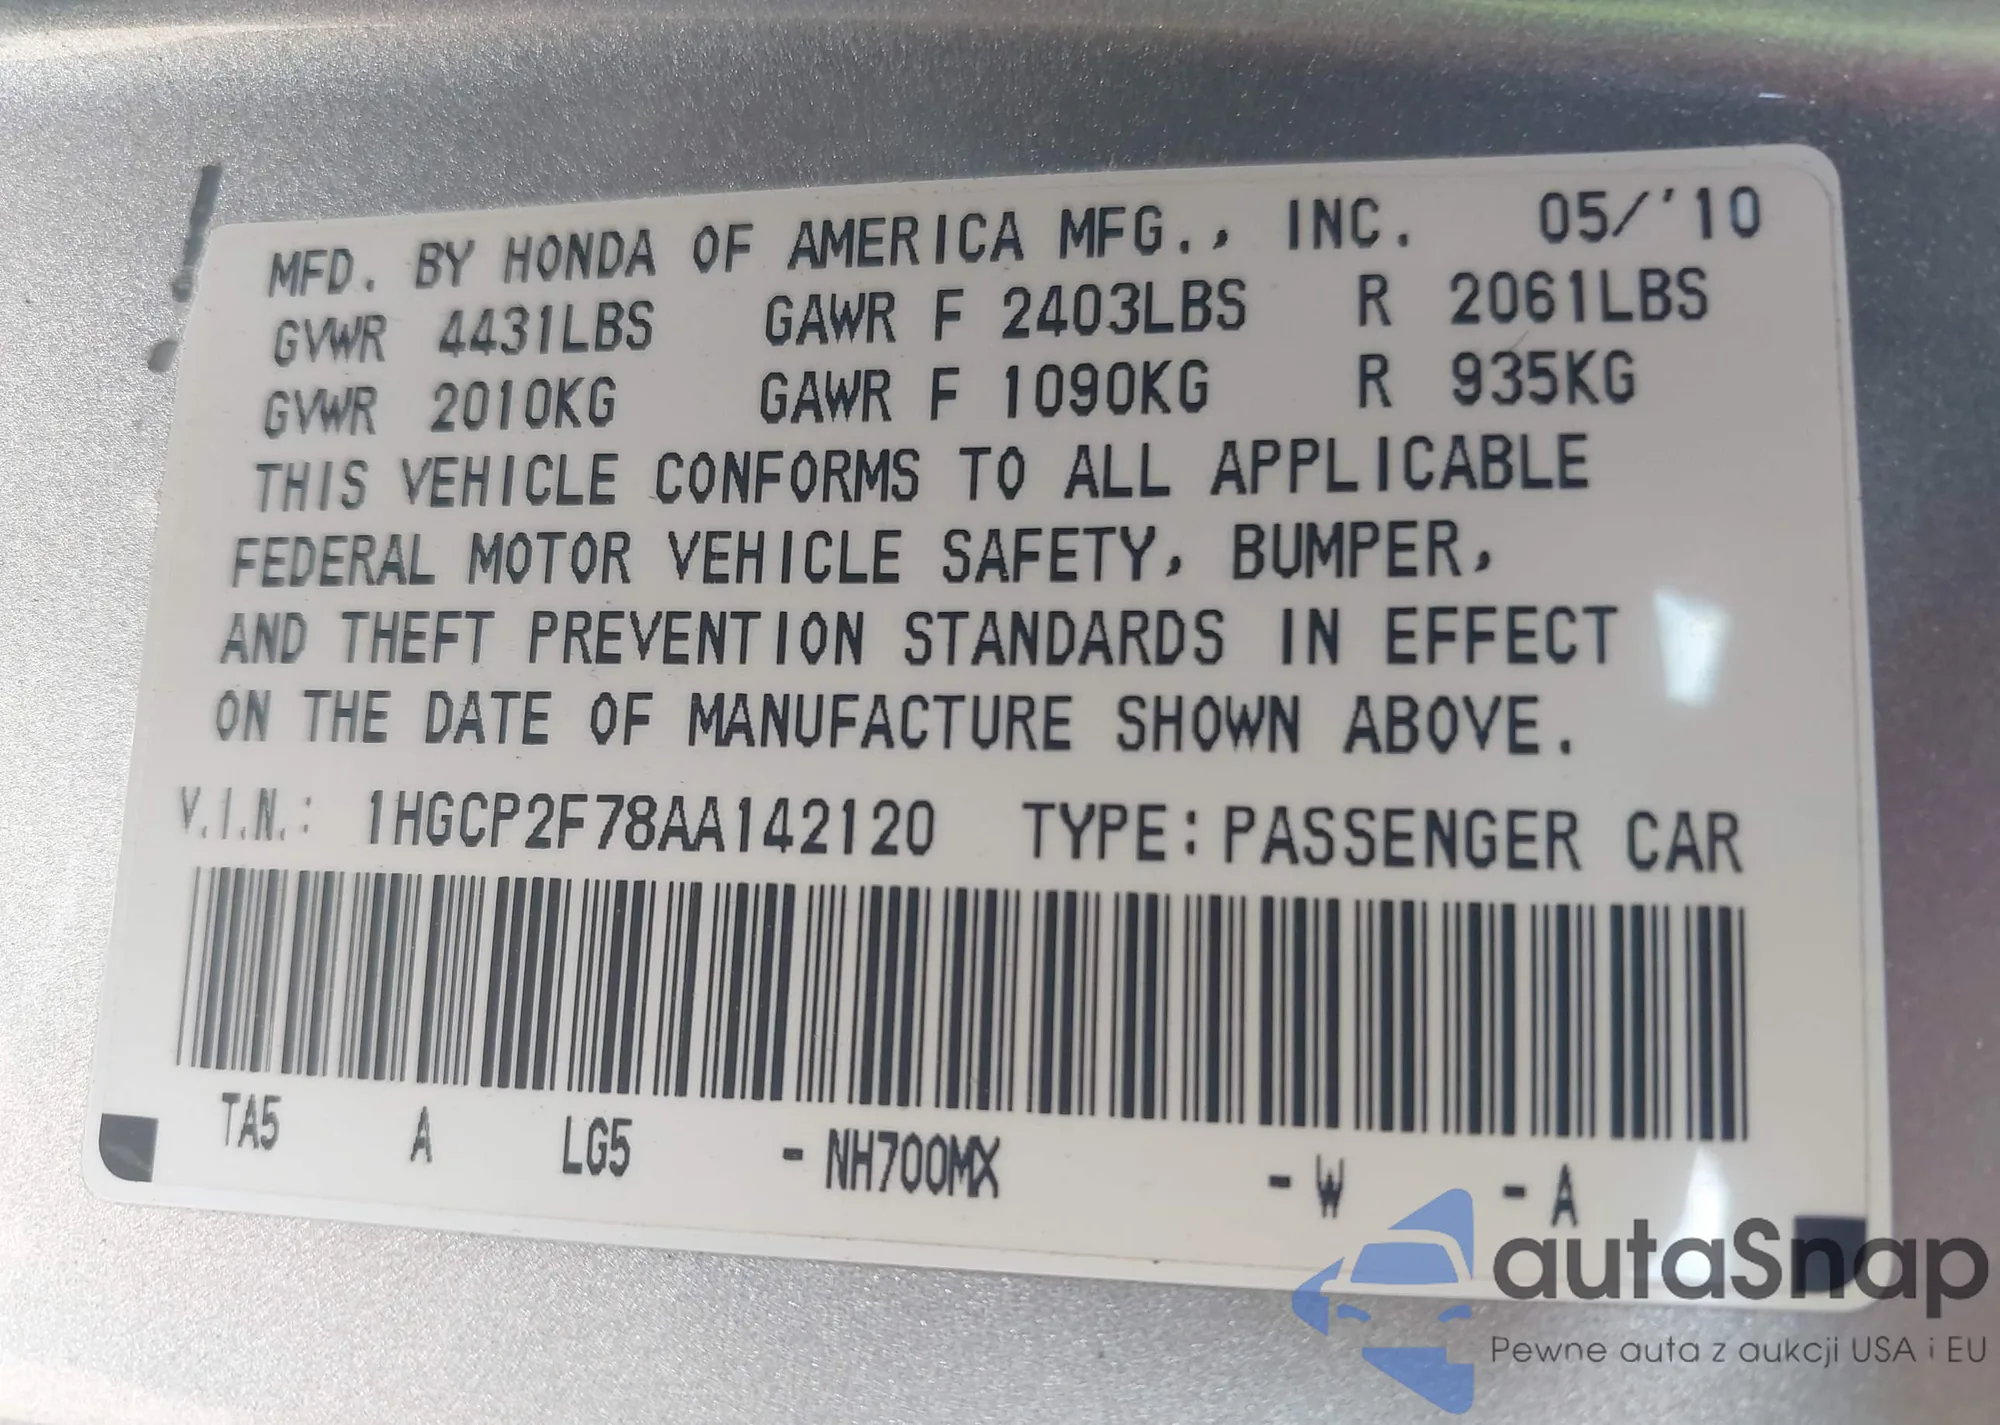 MFD. BY HONDA OF AMERICA MFG., INC. 05/'10
GVWR 4431LBS GAWR F 2403LBS R 2061LBS
GVWR 2010KG GAWR F 1090KG R 935KG
THIS VEHICLE CONFORMS TO ALL APPLICABLE
FEDERAL MOTOR VEHICLE SAFETY, BUMPER,
AND THEFT PREVENTION STANDARDS IN EFFECT
ON THE DATE OF MANUFACTURE SHOWN ABOVE.
V.I.N.: 1HGCP2F78AA142120 TYPE: PASSENGER CAR
TA5 A LG5 - NH700MX - W - A
autaSnap
Pewne auta z aukcji USA i EU